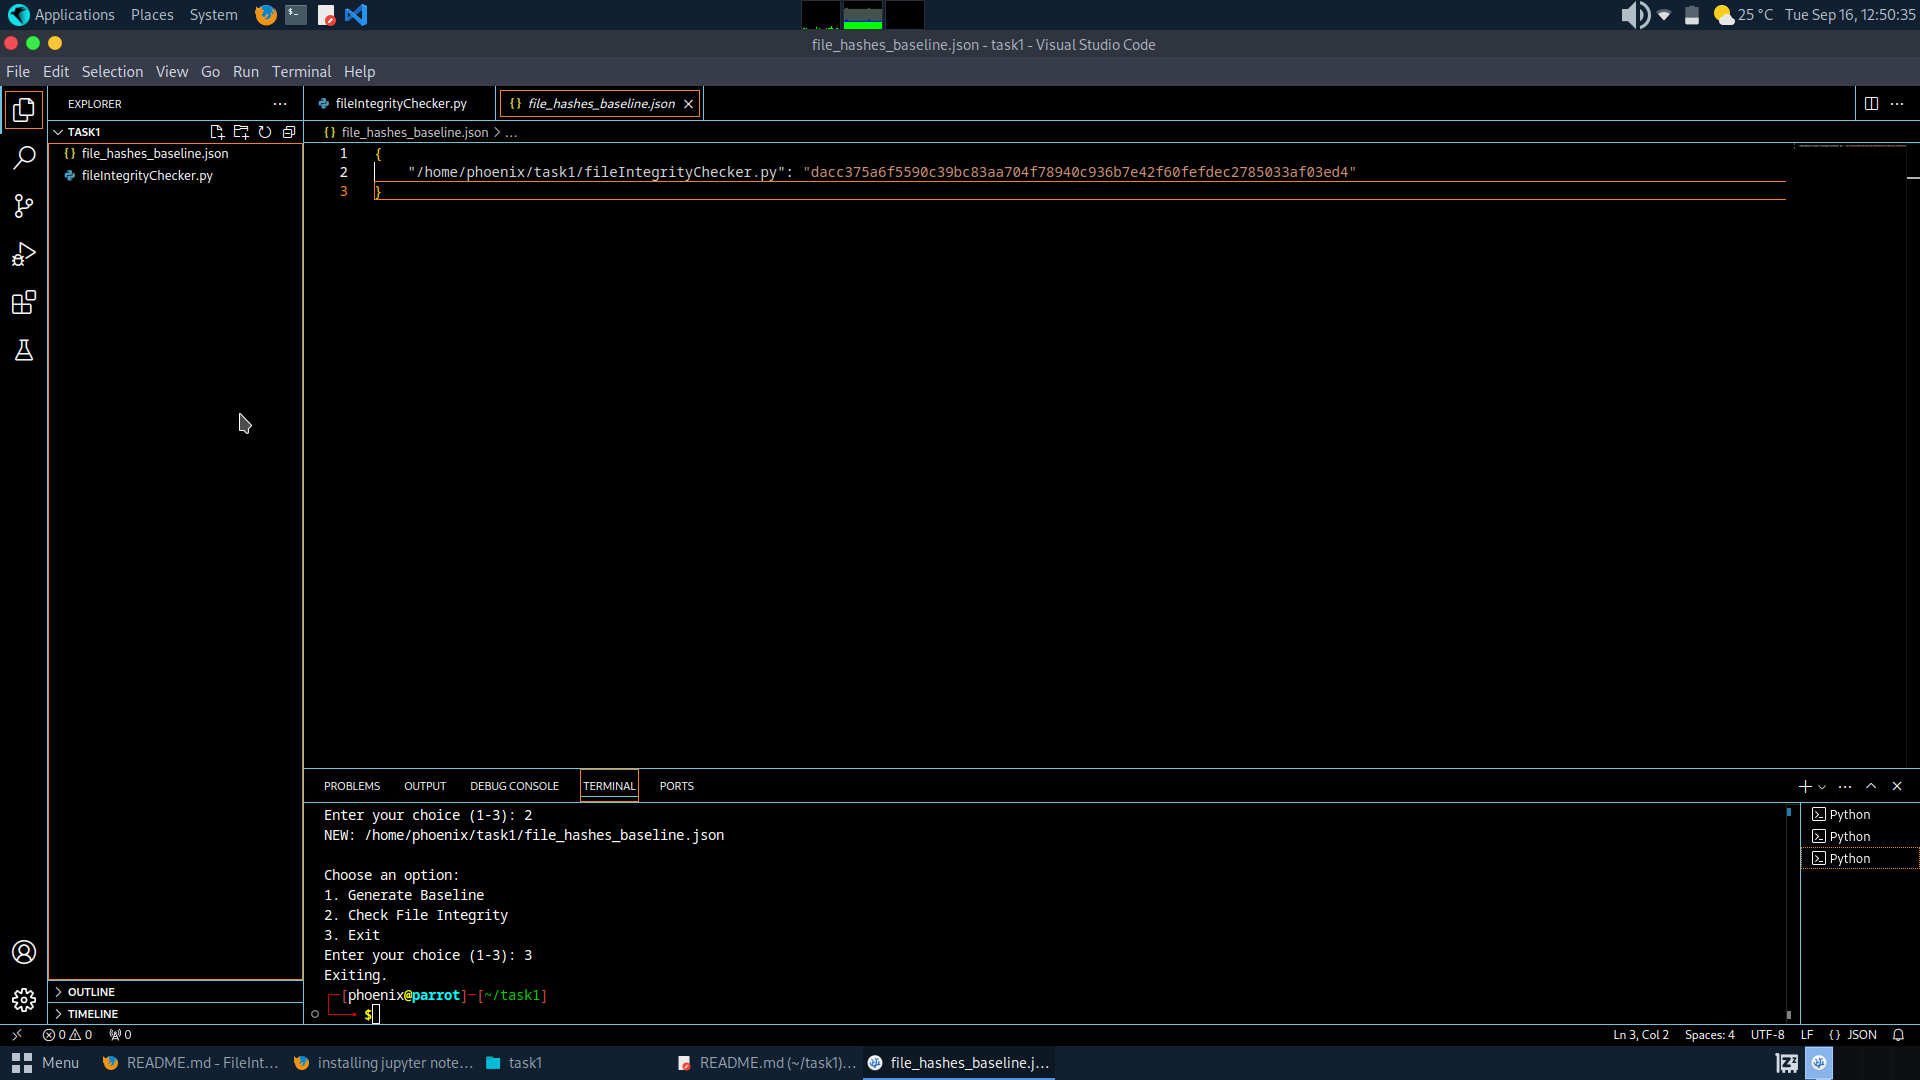 Applications Places System 25 °C Tue Sep 16, 12:50:35
file_hashes_baseline.json - task1 - Visual Studio Code
File Edit Selection View Go Run Terminal Help
EXPLORER
fileIntegrityChecker.py
file_hashes_baseline.json
TASK1
file_hashes_baseline.json
fileIntegrityChecker.py
file_hashes_baseline.json > ...
1 {
2 "/home/phoenix/task1/fileIntegrityChecker.py": "dacc375a6f5590c39bc83aa704f78940c936b7e42f60fefdec2785033af03ed4"
3 }
PROBLEMS OUTPUT DEBUG CONSOLE TERMINAL PORTS
Enter your choice (1-3): 2
NEW: /home/phoenix/task1/file_hashes_baseline.json
Choose an option:
1. Generate Baseline
2. Check File Integrity
3. Exit
Enter your choice (1-3): 3
Exiting.
[phoenix@parrot]-[~/task1]
$
Python
Python
Python
OUTLINE
TIMELINE
0 0 0
Ln 3, Col 2 Spaces: 4 UTF-8 LF {} JSON
Menu README.md - FileInt... installing jupyter note... task1 README.md (~/task1)... file_hashes_baseline.j...